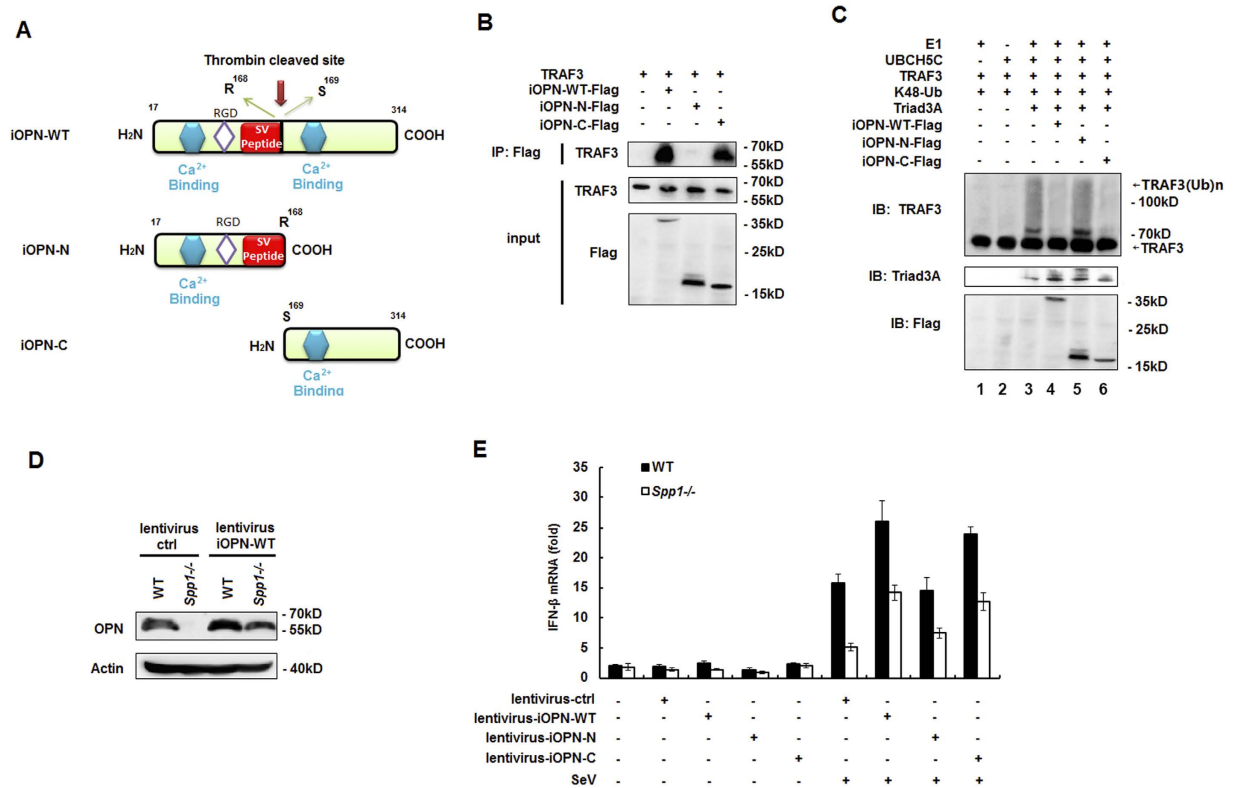 A
Thrombin cleaved site
R168
S169
17
RGD
314
iOPN-WT
H2N
SV Peptide
COOH
Ca2+ Binding
Ca2+ Binding
17
RGD
R168
iOPN-N
H2N
SV Peptide
COOH
Ca2+ Binding
S169
314
iOPN-C
H2N
COOH
Ca2+ Binding
B
TRAF3 + + + +
iOPN-WT-Flag - + - -
iOPN-N-Flag - - + -
iOPN-C-Flag - - - +
IP: Flag
TRAF3
- 70kD
- 55kD
input
TRAF3
- 70kD
- 55kD
Flag
- 35kD
- 25kD
- 15kD
C
E1 + - + + + +
UBCH5C - + + + + +
TRAF3 + + + + + +
K48-Ub + + + + + +
Triad3A - - + + + +
iOPN-WT-Flag - - - + - -
iOPN-N-Flag - - - - + -
iOPN-C-Flag - - - - - +
IB: TRAF3
←TRAF3(Ub)n
- 100kD
- 70kD
←TRAF3
IB: Triad3A
IB: Flag
- 35kD
- 25kD
- 15kD
1 2 3 4 5 6
D
lentivirus ctrl
lentivirus iOPN-WT
WT Spp1-/- WT Spp1-/-
OPN
- 70kD
- 55kD
Actin
- 40kD
E
IFN-β mRNA (fold)
35
30
25
20
15
10
5
0
WT
Spp1-/-
lentivirus-ctrl - + - - - + - - -
lentivirus-iOPN-WT - - + - - - + - -
lentivirus-iOPN-N - - - + - - - + -
lentivirus-iOPN-C - - - - + - - - +
SeV - - - - - + + + +